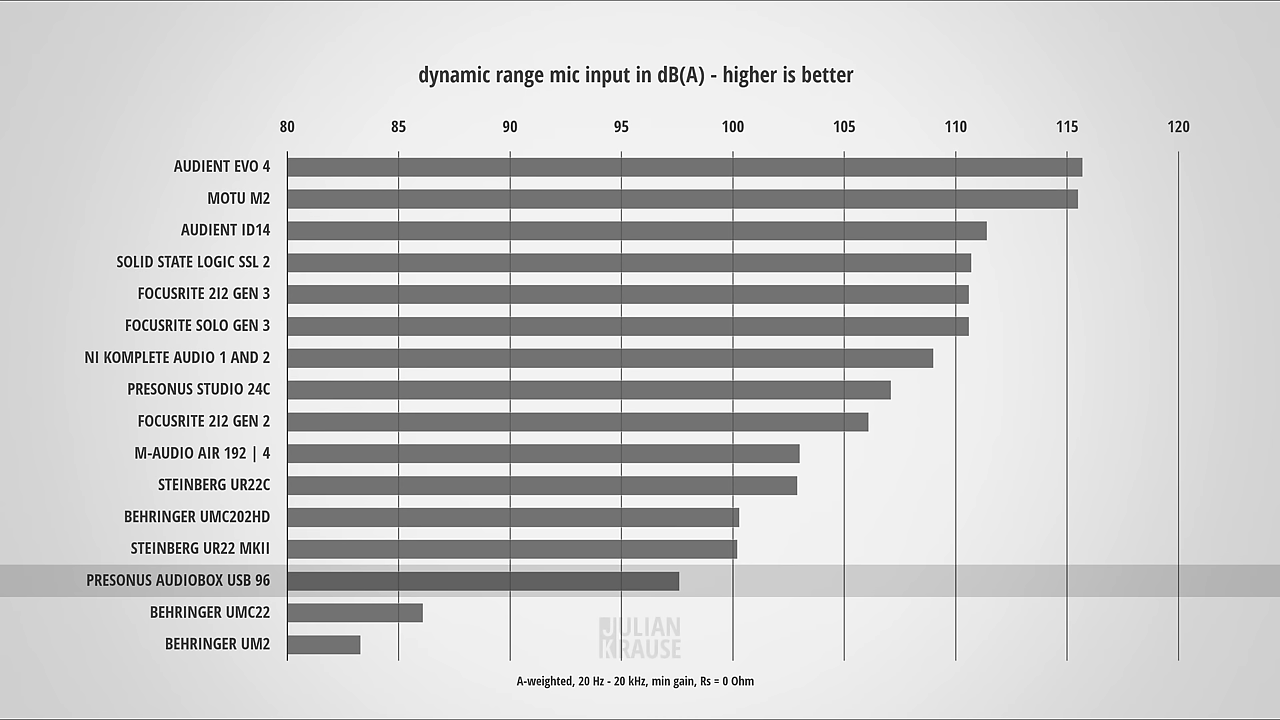 dynamic range mic input in dB(A) - higher is better
80 85 90 95 100 105 110 115 120
AUDIENT EVO 4
MOTU M2
AUDIENT ID14
SOLID STATE LOGIC SSL 2
FOCUSRITE 2I2 GEN 3
FOCUSRITE SOLO GEN 3
NI KOMPLETE AUDIO 1 AND 2
PRESONUS STUDIO 24C
FOCUSRITE 2I2 GEN 2
M-AUDIO AIR 192 | 4
STEINBERG UR22C
BEHRINGER UMC202HD
STEINBERG UR22 MKII
PRESONUS AUDIOBOX USB 96
BEHRINGER UMC22
BEHRINGER UM2
JULIAN
KRAUSE
A-weighted, 20 Hz - 20 kHz, min gain, Rs = 0 Ohm